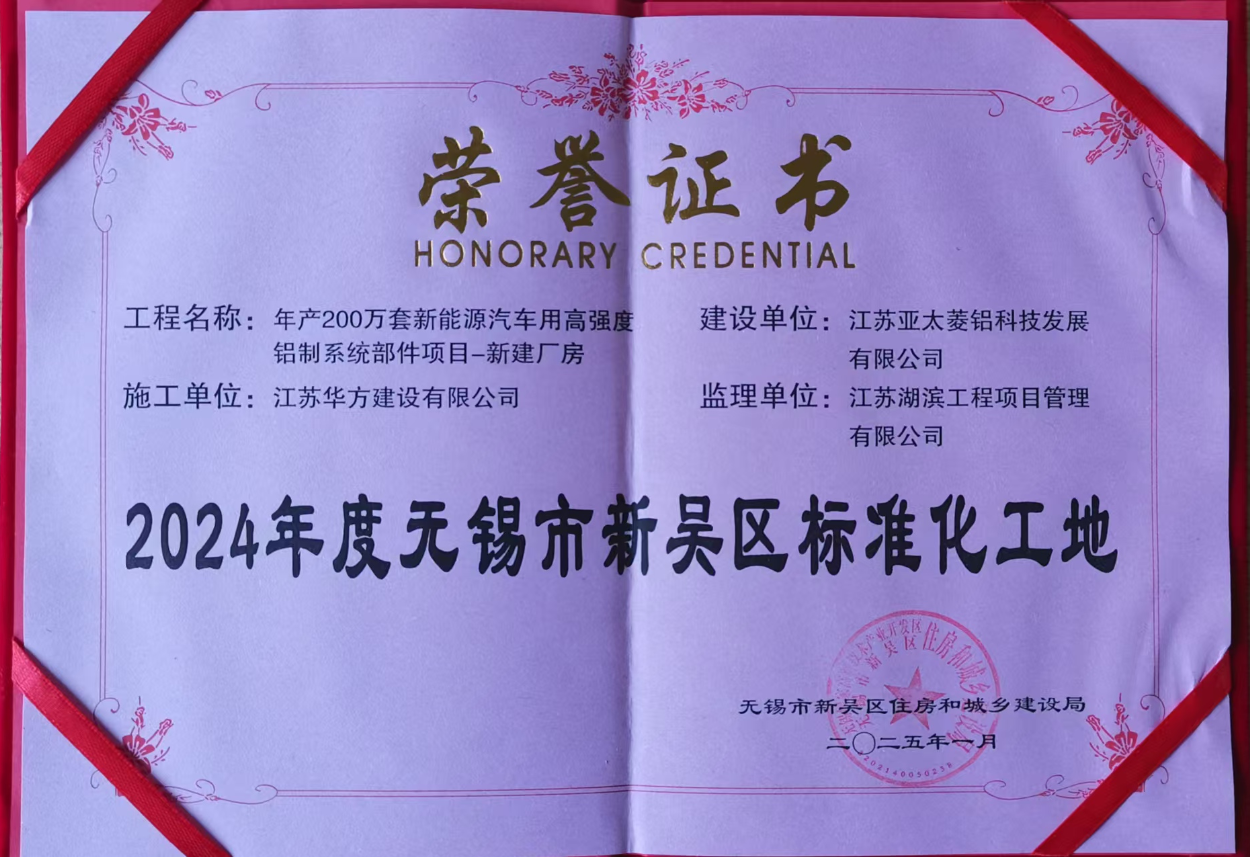 荣誉证书
HONORARY CREDENTIAL
工程名称：年产200万套新能源汽车用高强度
铝制系统部件项目-新建厂房
建设单位：江苏亚太菱铝科技发展
有限公司
施工单位：江苏华方建设有限公司
监理单位：江苏湖滨工程项目管理
有限公司
2024年度无锡市新吴区标准化工地
无锡市新吴区住房和城乡建设局
二〇二五年一月